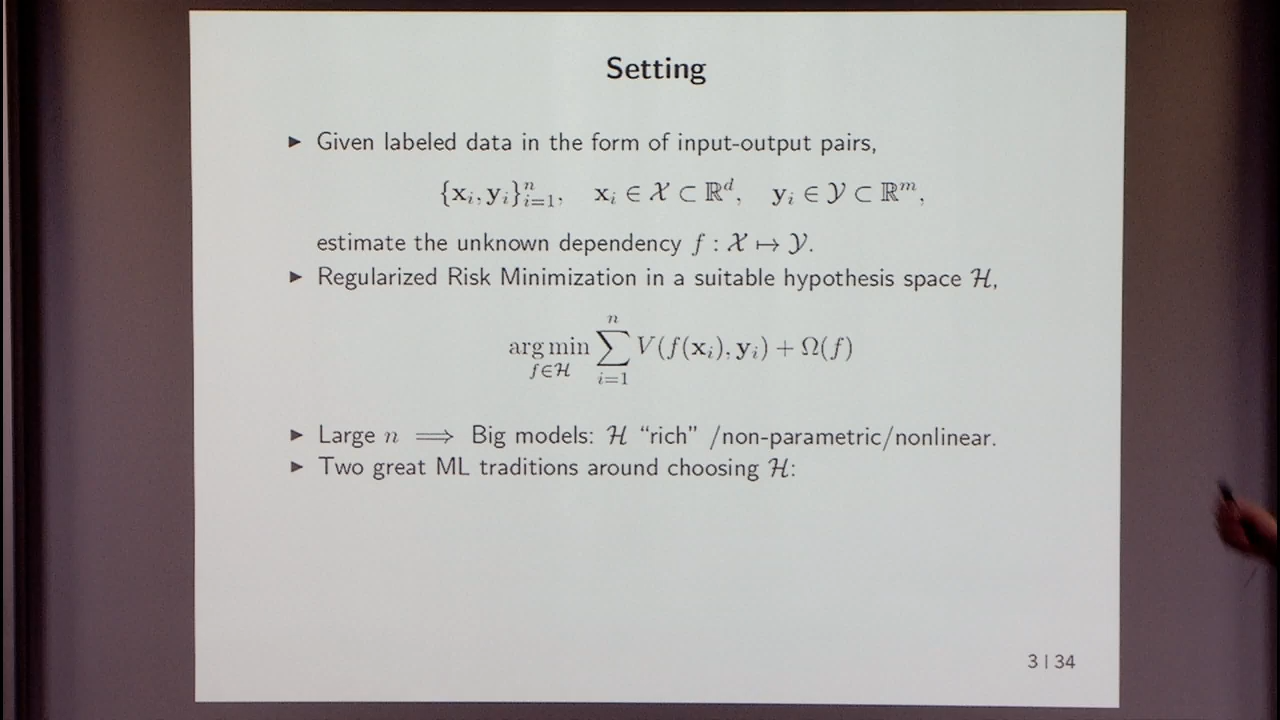 Setting
▶ Given labeled data in the form of input-output pairs,
{xᵢ, yᵢ}ⁿᵢ₌₁, xᵢ ∈ 𝒳 ⊂ ℝᵈ, yᵢ ∈ 𝒴 ⊂ ℝᵐ,
estimate the unknown dependency f : 𝒳 ↦ 𝒴.
▶ Regularized Risk Minimization in a suitable hypothesis space ℋ,
arg min_{f∈ℋ} ∑_{i=1}^{n} V(f(xᵢ), yᵢ) + Ω(f)
▶ Large n ⟹ Big models: ℋ “rich” /non-parametric/nonlinear.
▶ Two great ML traditions around choosing ℋ:
3 | 34